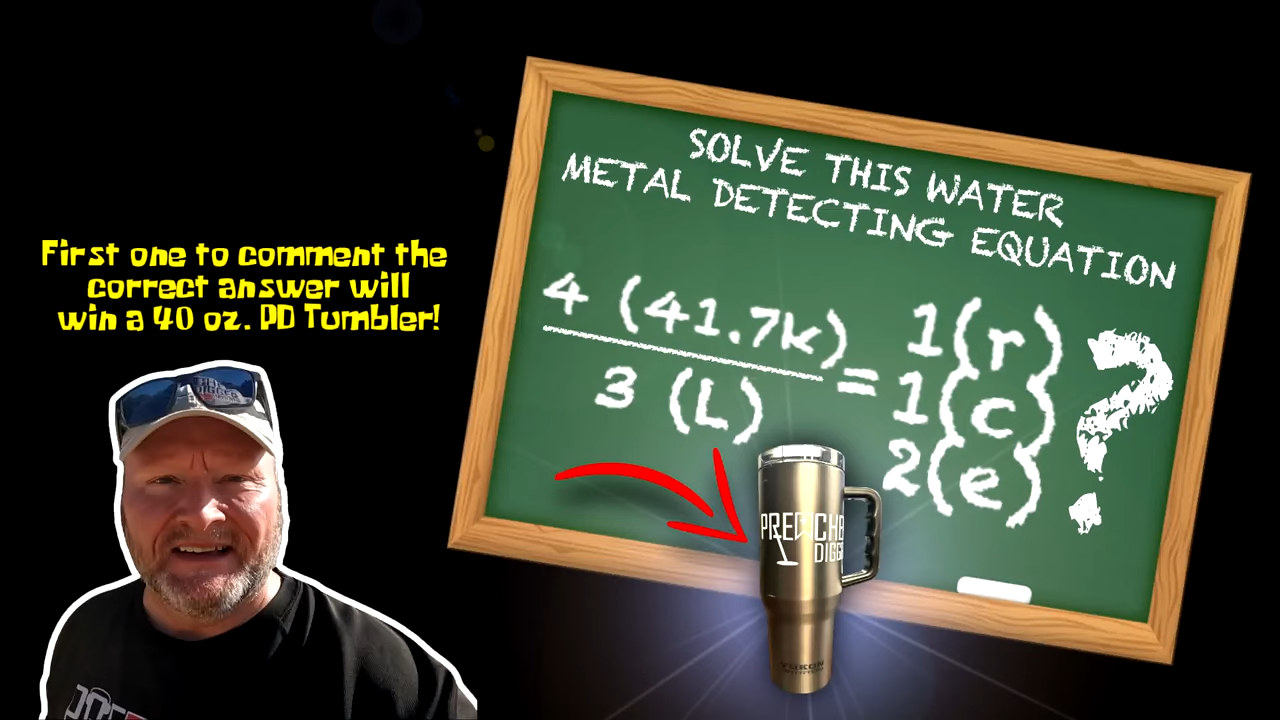 First one to comment the
correct answer will
win a 40 oz. PD Tumbler!
SOLVE THIS WATER
METAL DETECTING EQUATION
4 (41.7k)
3 (L)
=
1(r)
1(c)
2(e)
?
YUKON